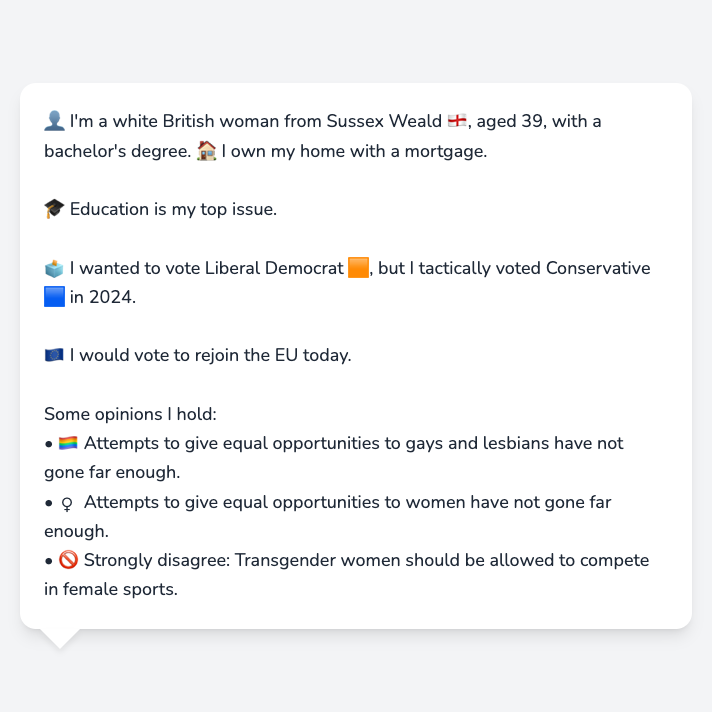 👤 I'm a white British woman from Sussex Weald 🏴󠁧󠁢󠁥󠁮󠁧󠁿, aged 39, with a
bachelor's degree. 🏠 I own my home with a mortgage.
🎓 Education is my top issue.
🗳️ I wanted to vote Liberal Democrat 🟧, but I tactically voted Conservative
🟦 in 2024.
🇪🇺 I would vote to rejoin the EU today.
Some opinions I hold:
• 🏳️‍🌈 Attempts to give equal opportunities to gays and lesbians have not
gone far enough.
• ♀ Attempts to give equal opportunities to women have not gone far
enough.
• 🚫 Strongly disagree: Transgender women should be allowed to compete
in female sports.